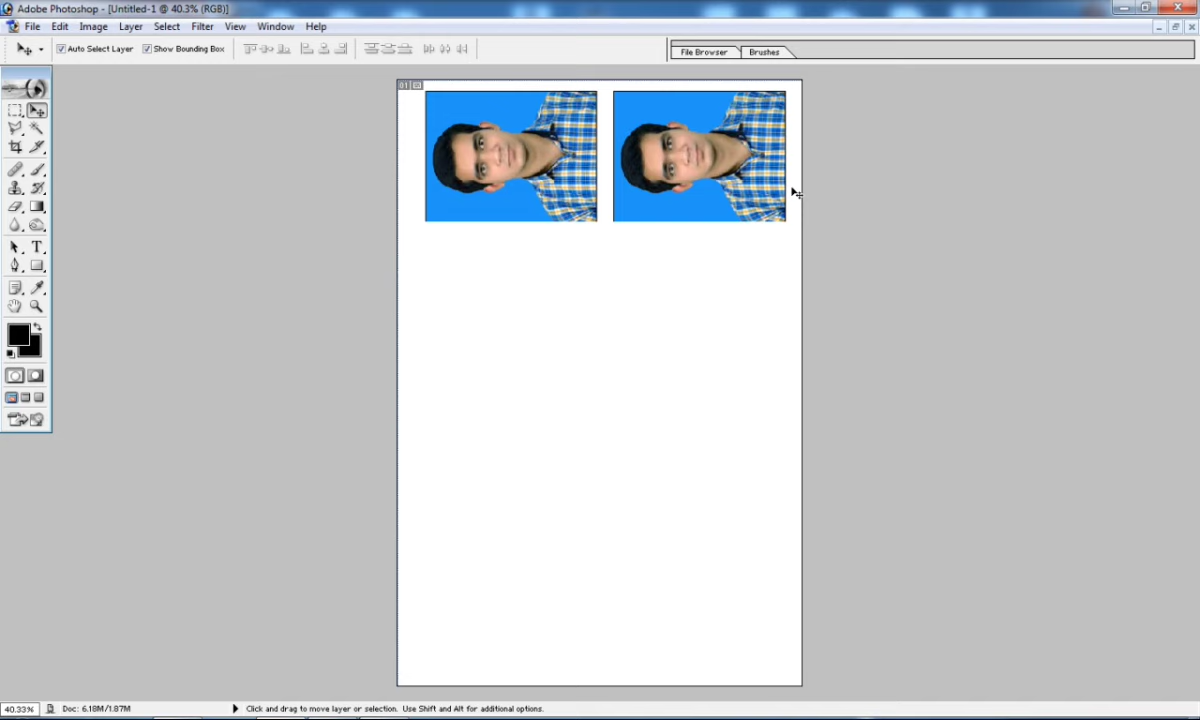 Adobe Photoshop - [Untitled-1 @ 40.3% (RGB)]
File Edit Image Layer Select Filter View Window Help
Auto Select Layer Show Bounding Box File Browser Brushes
01
T
40.33% Doc: 6.18M/1.87M Click and drag to move layer or selection. Use Shift and Alt for additional options.